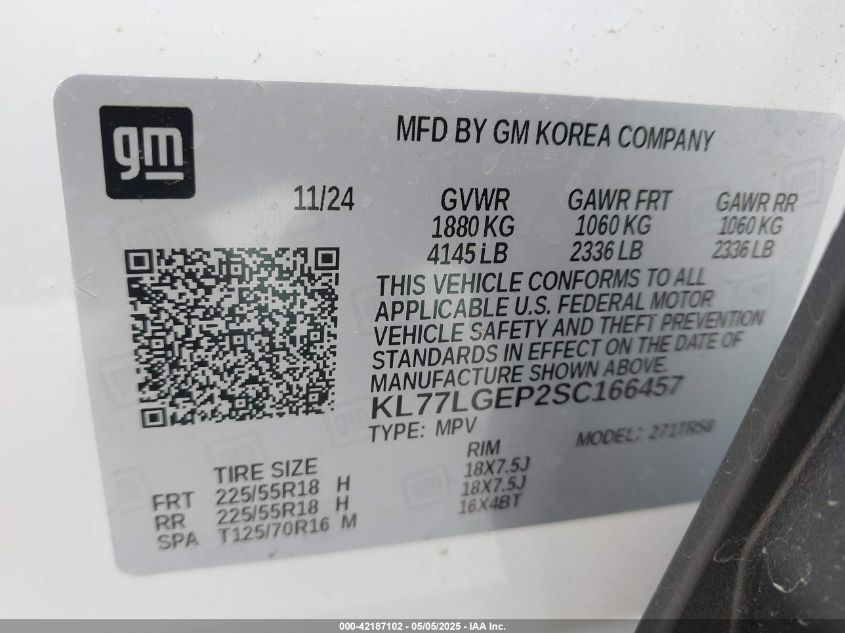 gm
MFD BY GM KOREA COMPANY
11/24 GVWR GAWR FRT GAWR RR
1880 KG 1060 KG 1060 KG
4145 LB 2336 LB 2336 LB
THIS VEHICLE CONFORMS TO ALL
APPLICABLE U.S. FEDERAL MOTOR
VEHICLE SAFETY AND THEFT PREVENTION
STANDARDS IN EFFECT ON THE DATE OF
MANUFACTURE SHOWN ABOVE.
KL77LGEP2SC166457
TYPE: MPV MODEL:
TIRE SIZE RIM
FRT 225/55R18 H 18X7.5J
RR 225/55R18 H 18X7.5J
SPA T125/70R16 M 16X4BT
000-42187102 - 05/05/2025 - IAA Inc.